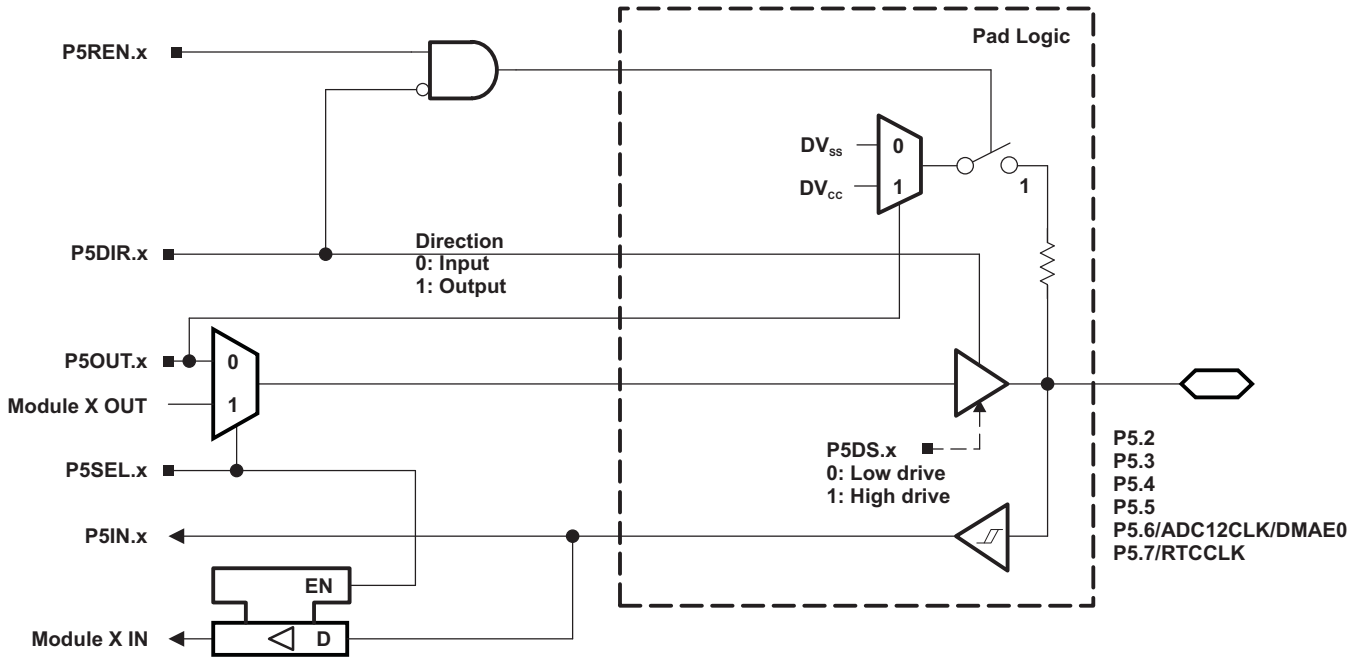 Pad Logic
P5REN.x
DVss
0
DVcc
1
1
P5DIR.x
Direction
0: Input
1: Output
P5OUT.x
0
Module X OUT
1
P5SEL.x
P5DS.x
0: Low drive
1: High drive
P5.2
P5.3
P5.4
P5.5
P5.6/ADC12CLK/DMAE0
P5.7/RTCCLK
P5IN.x
EN
Module X IN
D